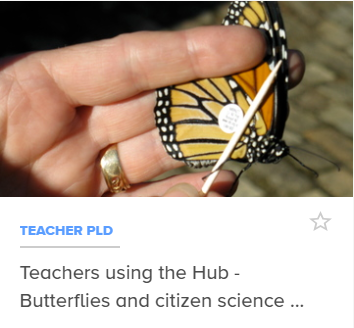 TEACHER PLD
Teachers using the Hub -
Butterflies and citizen science ...